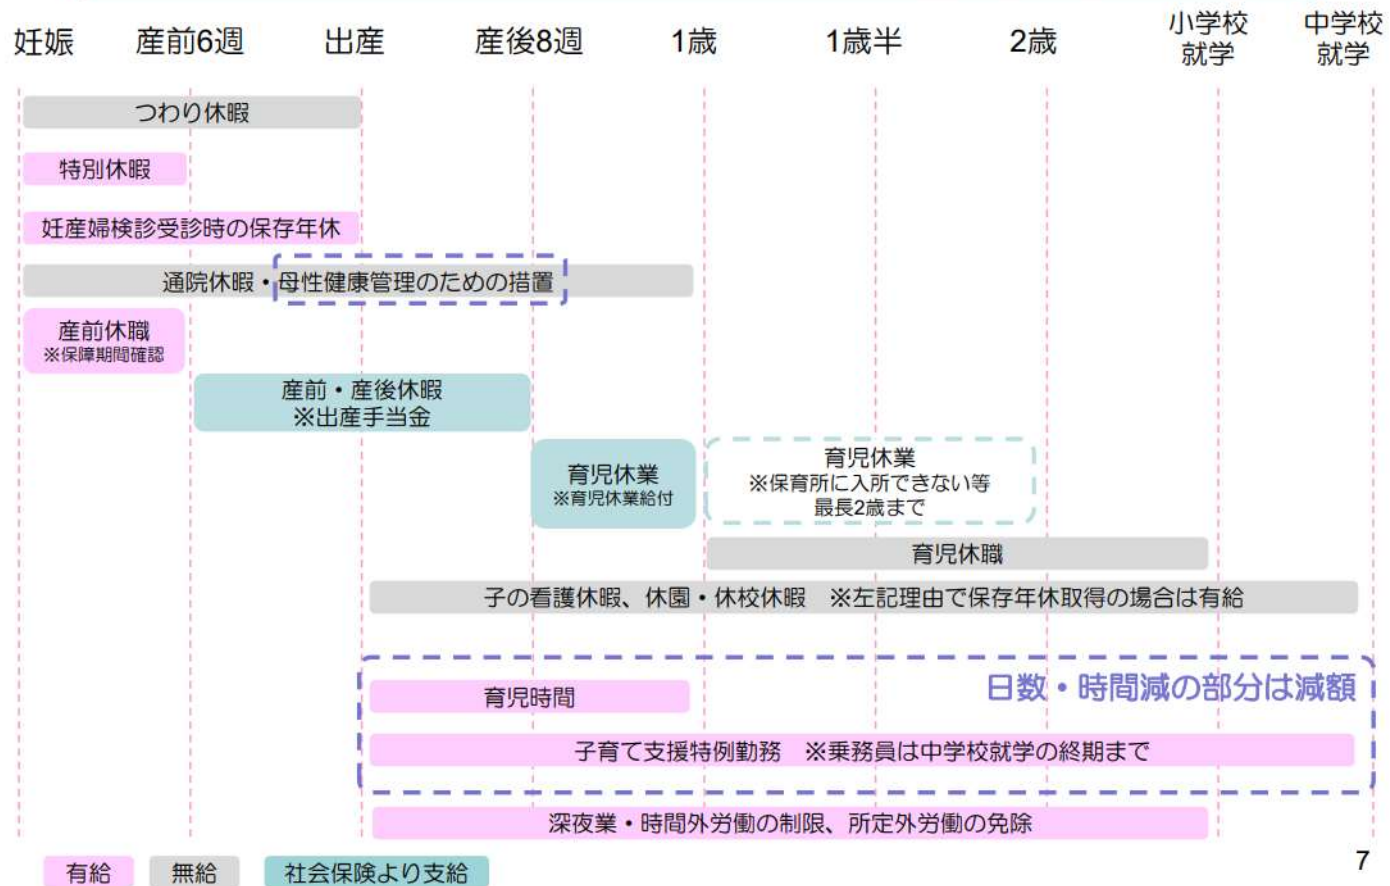 妊娠 産前6週 出産 産後8週 1歳 1歳半 2歳 小学校 中学校
就学 就学
つわり休暇
特別休暇
妊産婦検診受診時の保存年休
通院休暇・母性健康管理のための措置
産前休職
※保障期間確認
産前・産後休暇
※出産手当金
育児休業
※育児休業給付
育児休業
※保育所に入所できない等
最長2歳まで
育児休職
子の看護休暇、休園・休校休暇 ※左記理由で保存年休取得の場合は有給
日数・時間減の部分は減額
育児時間
子育て支援特例勤務 ※乗務員は中学校就学の終期まで
深夜業・時間外労働の制限、所定外労働の免除
有給 無給 社会保険より支給
7